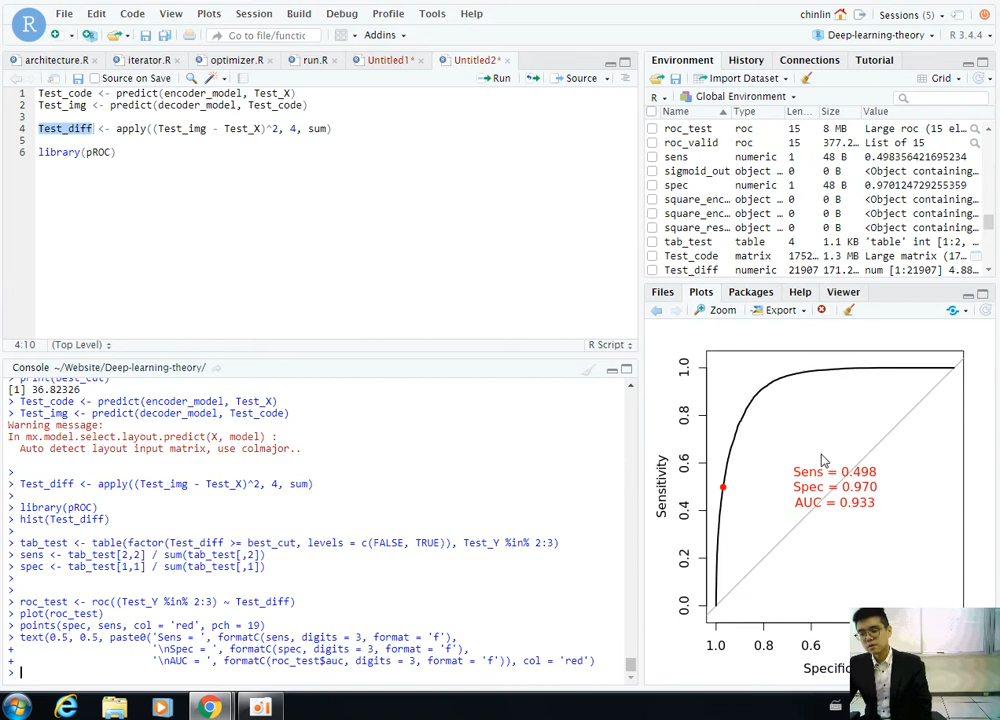 File Edit Code View Plots Session Build Debug Profile Tools Help
chinlin Sessions (5)
R
Go to file/functic Addins
Deep-learning-theory R 3.4.4
architecture.R iterator.R optimizer.R run.R Untitled1* Untitled2*
Source on Save Run Source
1 Test_code <- predict(encoder_model, Test_X)
2 Test_img <- predict(decoder_model, Test_code)
3
4 Test_diff <- apply((Test_img - Test_X)^2, 4, sum)
5
6 library(pROC)
4:10 (Top Level) R Script
Console ~/Website/Deep-learning-theory/
> print(best_cut)
[1] 36.82326
> Test_code <- predict(encoder_model, Test_X)
> Test_img <- predict(decoder_model, Test_code)
Warning message:
In mx.model.select.layout.predict(X, model) :
Auto detect layout input matrix, use colmajor..
>
> Test_diff <- apply((Test_img - Test_X)^2, 4, sum)
>
> library(pROC)
> hist(Test_diff)
>
> tab_test <- table(factor(Test_diff >= best_cut, levels = c(FALSE, TRUE)), Test_Y %in% 2:3)
> sens <- tab_test[2,2] / sum(tab_test[,2])
> spec <- tab_test[1,1] / sum(tab_test[,1])
>
>
> roc_test <- roc((Test_Y %in% 2:3) ~ Test_diff)
> plot(roc_test)
> points(spec, sens, col = 'red', pch = 19)
> text(0.5, 0.5, paste0('Sens = ', formatC(sens, digits = 3, format = 'f'),
+ '\nSpec = ', formatC(spec, digits = 3, format = 'f'),
+ '\nAUC = ', formatC(roc_test$auc, digits = 3, format = 'f')), col = 'red')
>
Environment History Connections Tutorial
Import Dataset Grid
R Global Environment
Name Type Len... Size Value
roc_test roc 15 8 MB Large roc (15 el…
roc_valid roc 15 377.2… List of 15
sens numeric 1 48 B 0.498356421695234
sigmoid_out object … 0 0 B <Object containing…
spec numeric 1 48 B 0.970124729255359
square_enc… object … 0 0 B <Object containing…
square_enc… object … 0 0 B <Object containing…
square_res… object … 0 0 B <Object containing…
tab_test table 4 1.1 KB 'table' int [1:2, …
Test_code matrix 1752… 1.3 MB Large matrix (17…
Test_diff numeric 21907 171.2… num [1:21907] 4.88…
Files Plots Packages Help Viewer
Zoom Export
Sensitivity
1.0
0.8
0.6
0.4
0.2
0.0
Sens = 0.498
Spec = 0.970
AUC = 0.933
1.0 0.8 0.6
Specific